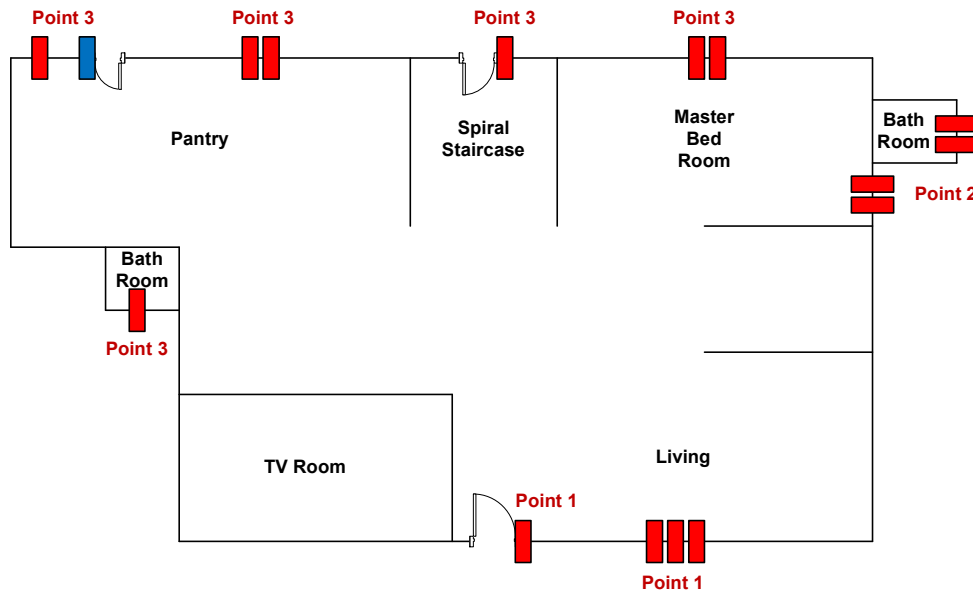 Point 3
Point 3
Point 3
Point 3
Pantry
Spiral
Staircase
Master
Bed
Room
Bath
Room
Point 2
Bath
Room
Point 3
TV Room
Living
Point 1
Point 1